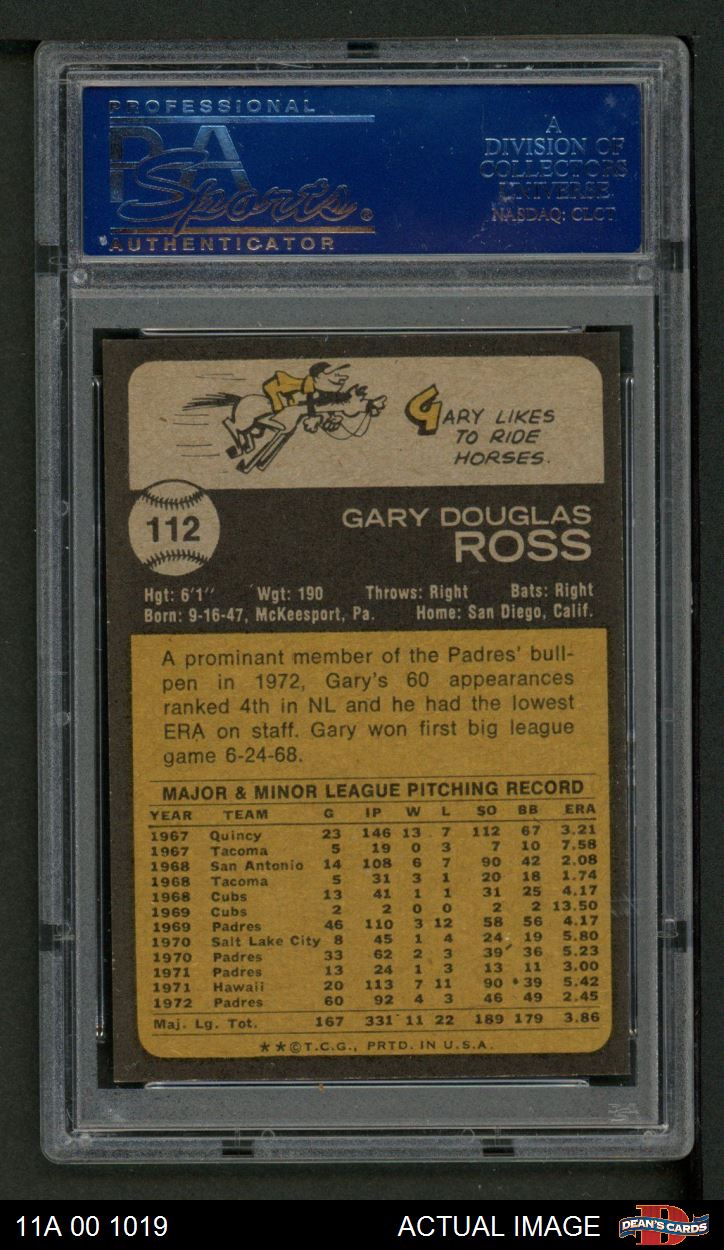 PROFESSIONAL
PSA
Sports®
AUTHENTICATOR
A
DIVISION OF
COLLECTORS
UNIVERSE
NASDAQ: CLCT
GARY LIKES
TO RIDE
HORSES.
112
GARY DOUGLAS
ROSS
Hgt: 6'1" Wgt: 190 Throws: Right Bats: Right
Born: 9-16-47, McKeesport, Pa. Home: San Diego, Calif.
A prominant member of the Padres' bull-
pen in 1972, Gary's 60 appearances
ranked 4th in NL and he had the lowest
ERA on staff. Gary won first big league
game 6-24-68.
MAJOR & MINOR LEAGUE PITCHING RECORD
YEAR TEAM G IP W L SO BB ERA
1967 Quincy 23 146 13 7 112 67 3.21
1967 Tacoma 5 19 0 3 7 10 7.58
1968 San Antonio 14 108 6 7 90 42 2.08
1968 Tacoma 5 31 3 1 20 18 1.74
1968 Cubs 13 41 1 1 31 25 4.17
1969 Cubs 2 2 0 0 2 2 13.50
1969 Padres 46 110 3 12 58 56 4.17
1970 Salt Lake City 8 45 1 4 24 19 5.80
1970 Padres 33 62 2 3 39 36 5.23
1971 Padres 13 24 1 3 13 11 3.00
1971 Hawaii 20 113 7 11 90 39 5.42
1972 Padres 60 92 4 3 46 49 2.45
Maj. Lg. Tot. 167 331 11 22 189 179 3.86
**©T.C.G., PRTD. IN U.S.A.
11A 00 1019 ACTUAL IMAGE DEAN'S CARDS